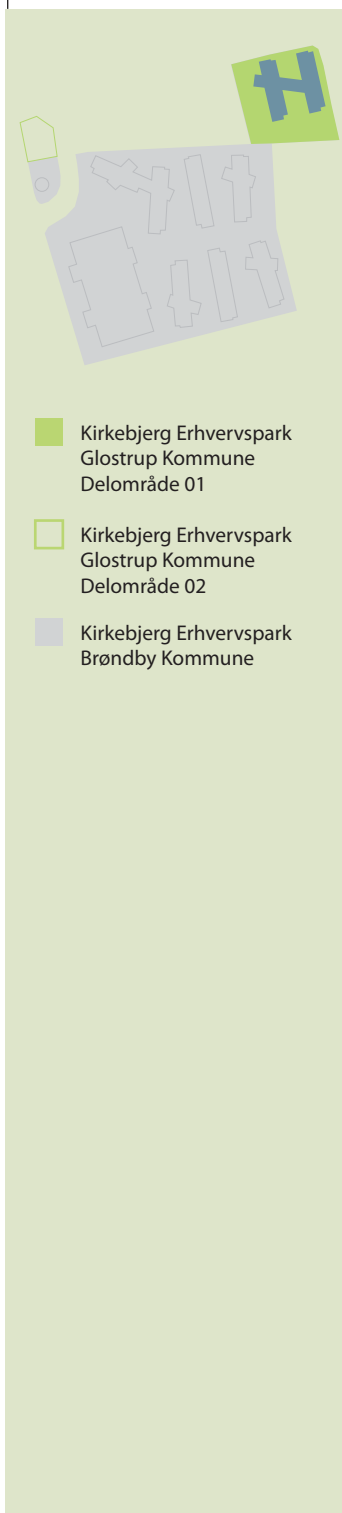 Kirkebjerg Erhvervspark
Glostrup Kommune
Delområde 01
Kirkebjerg Erhvervspark
Glostrup Kommune
Delområde 02
Kirkebjerg Erhvervspark
Brøndby Kommune